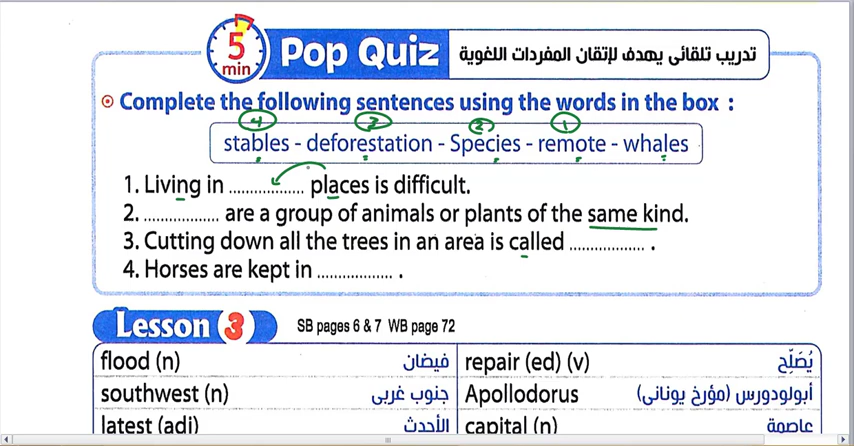 5 min Pop Quiz تدريب تلقائى يهدف لإتقان المفردات اللغوية
Complete the following sentences using the words in the box :
4 3 2 1
stables - deforestation - Species - remote - whales
1. Living in .................. places is difficult.
2. .................. are a group of animals or plants of the same kind.
3. Cutting down all the trees in an area is called .................. .
4. Horses are kept in .................. .
Lesson 3 SB pages 6 & 7 WB page 72
flood (n) فيضان repair (ed) (v) يُصَلِّح
southwest (n) جنوب غربى Apollodorus أبولودورس (مؤرخ يونانى)
latest (adj) الأحدث capital (n) عاصمة